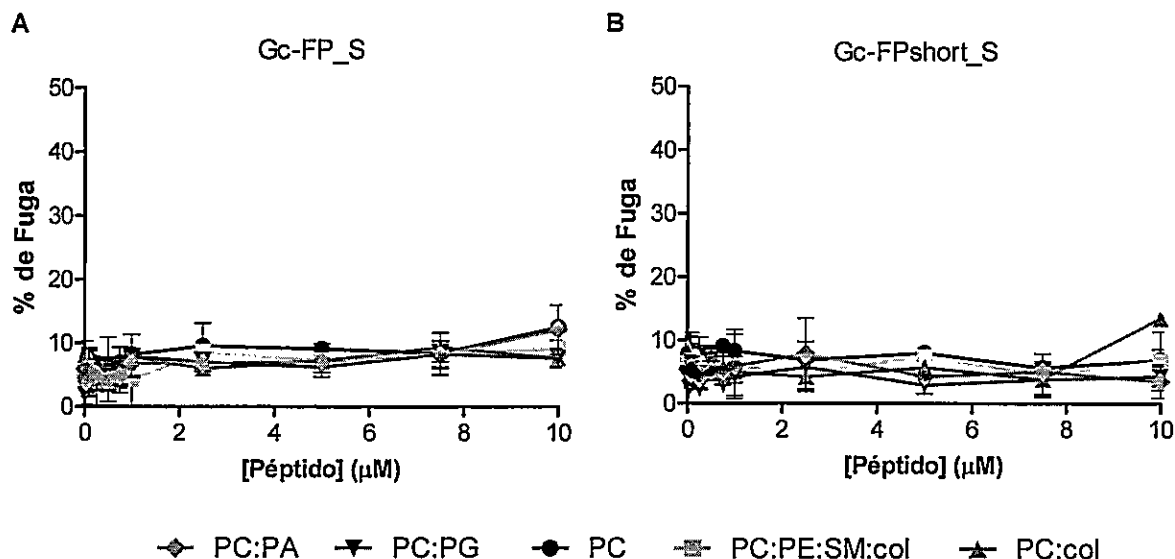 A
Gc-FP_S
50
40
30
20
10
0
% de Fuga
0 2 4 6 8 10
[Péptido] (µM)
B
Gc-FPshort_S
50
40
30
20
10
0
% de Fuga
0 2 4 6 8 10
[Péptido] (µM)
PC:PA PC:PG PC PC:PE:SM:col PC:col